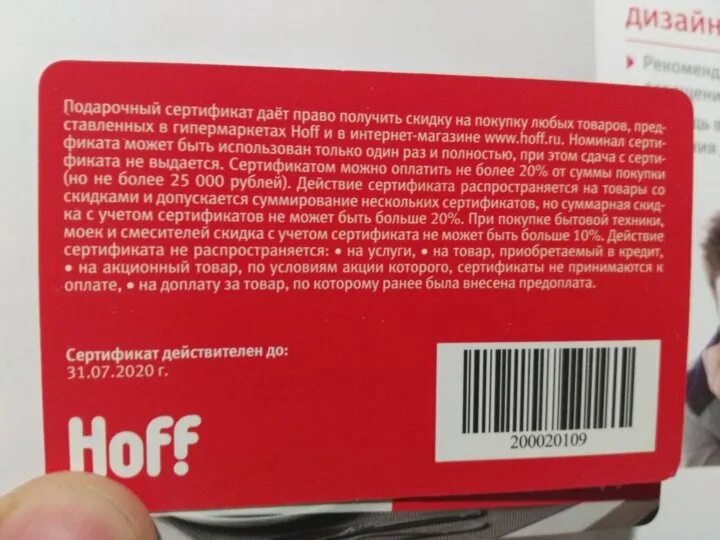 дизайн
Подарочный сертификат даёт право получить скидку на покупку любых товаров, пред-
ставленных в гипермаркетах Hoff и в интернет-магазине www.hoff.ru. Номинал серти-
фиката может быть использован только один раз и полностью, при этом сдача с серти-
фиката не выдается. Сертификатом можно оплатить не более 20% от суммы покупки
(но не более 25 000 рублей). Действие сертификата распространяется на товары со
скидками и допускается суммирование нескольких сертификатов, но суммарная скид-
ка с учетом сертификатов не может быть больше 20%. При покупке бытовой техники,
моек и смесителей скидка с учетом сертификата не может быть больше 10%. Действие
сертификата не распространяется: • на услуги, • на товар, приобретаемый в кредит,
• на акционный товар, по условиям акции которого, сертификаты не принимаются к
оплате, • на доплату за товар, по которому ранее была внесена предоплата.
Сертификат действителен до:
31.07.2020 г.
200020109
Hoff